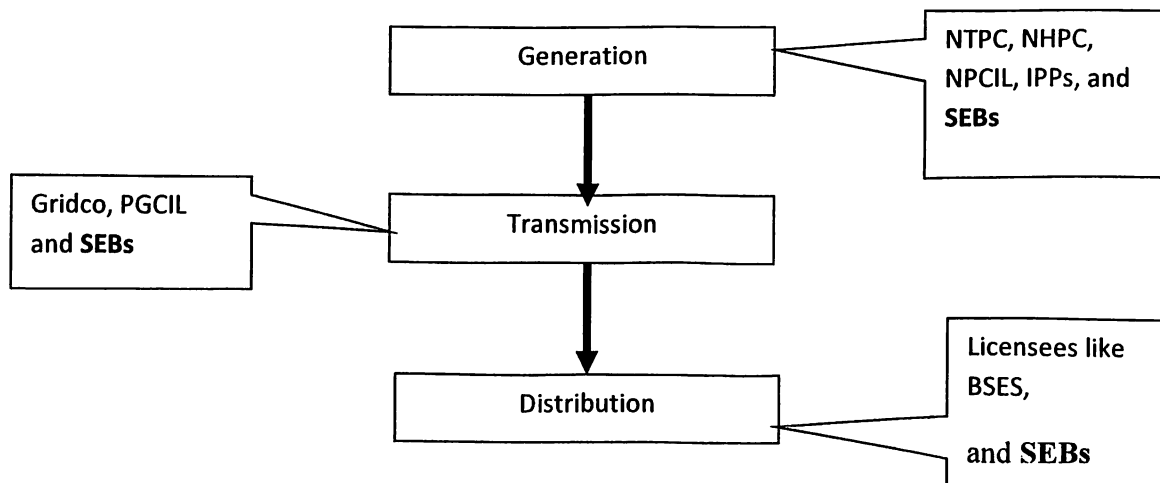 Generation
NTPC, NHPC,
NPCIL, IPPs, and
SEBs
Gridco, PGCIL
and SEBs
Transmission
Licensees like
BSES,
and SEBs
Distribution